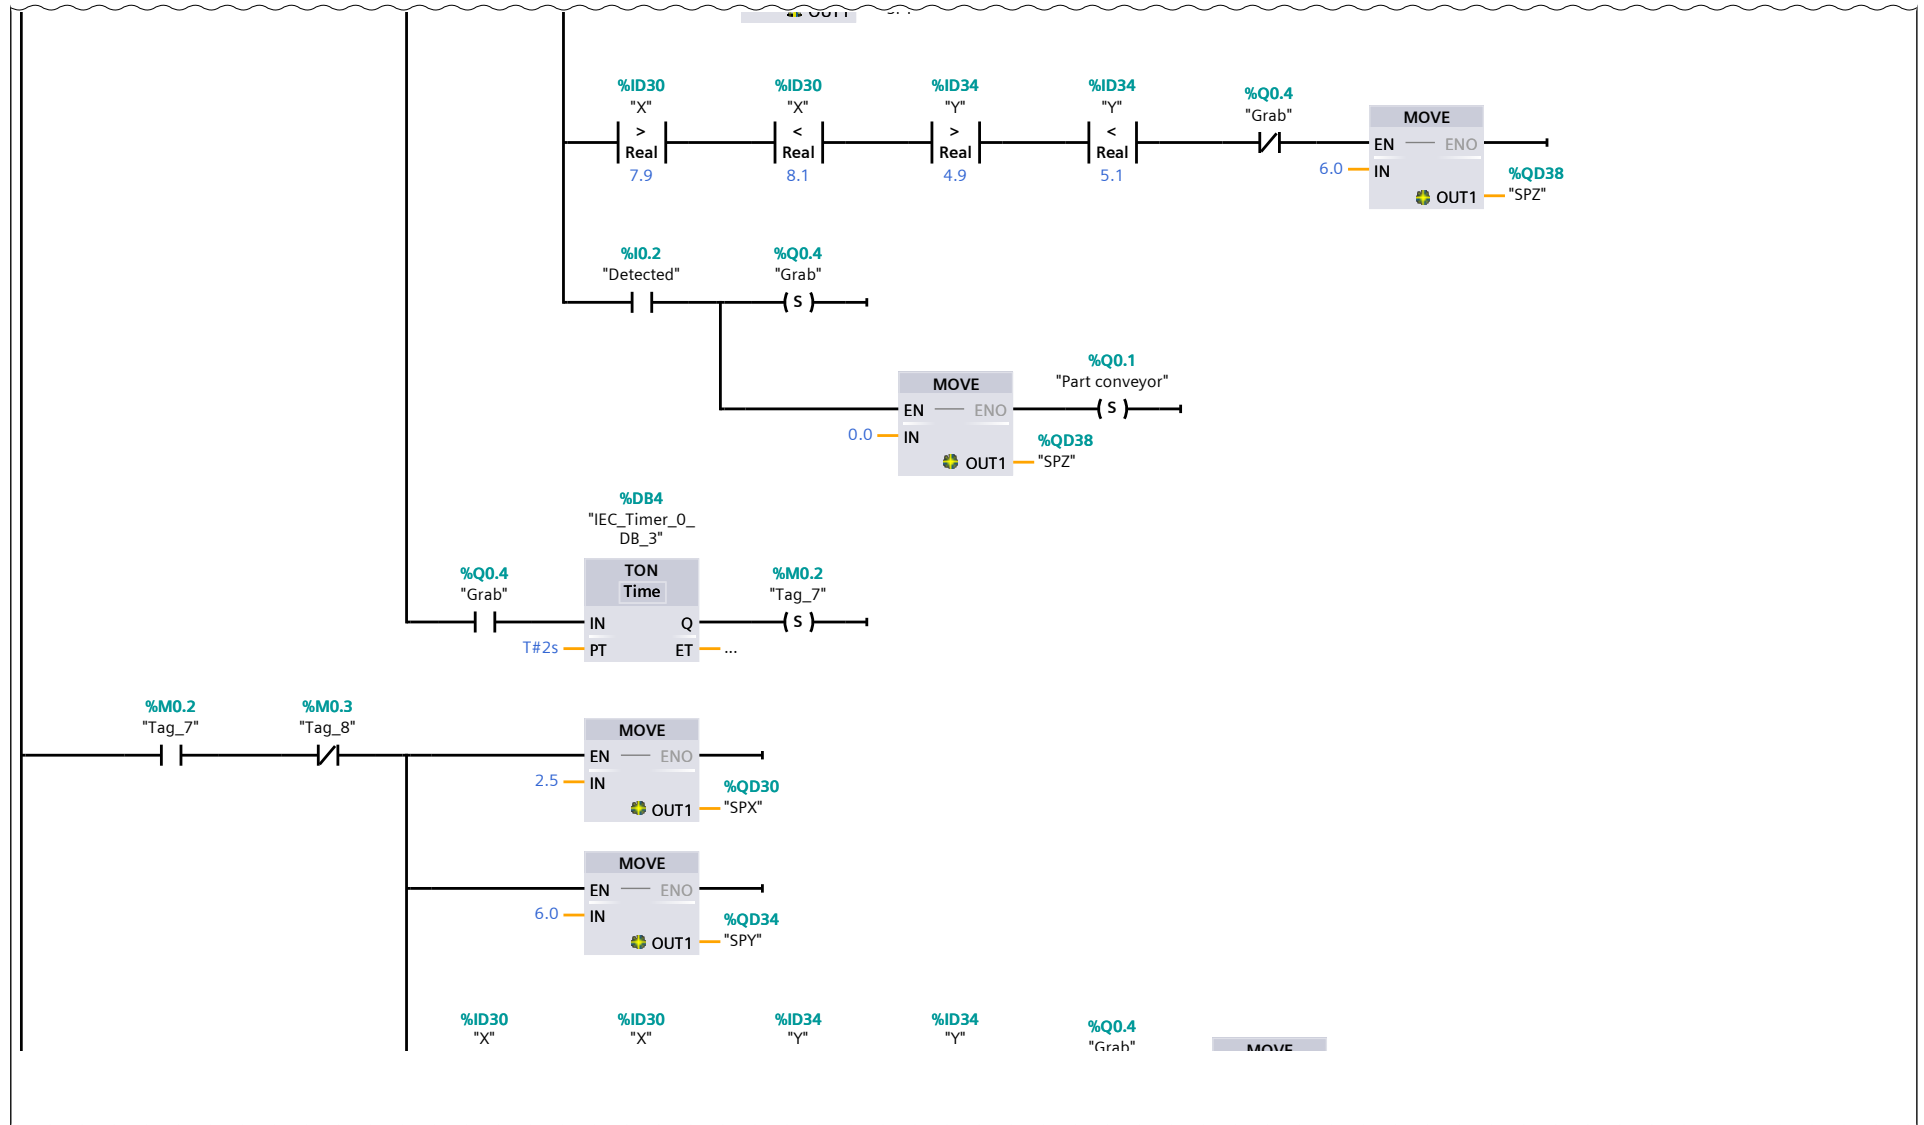 OUT1
%ID30 %ID30 %ID34 %ID34 %Q0.4
"X" "X" "Y" "Y" "Grab"
MOVE
> < > <
Real Real Real Real
EN ENO
7.9 8.1 4.9 5.1 6.0 IN %QD38
OUT1 "SPZ"
%I0.2 %Q0.4
"Detected" "Grab"
S
%Q0.1
MOVE "Part conveyor"
EN ENO S
0.0 IN %QD38
OUT1 "SPZ"
%DB4
"IEC_Timer_0_
DB_3"
%Q0.4 TON %M0.2
"Grab" Time "Tag_7"
IN Q S
T#2s PT ET ...
%M0.2 %M0.3
"Tag_7" "Tag_8" MOVE
EN ENO
2.5 IN %QD30
OUT1 "SPX"
MOVE
EN ENO
6.0 IN %QD34
OUT1 "SPY"
%ID30 %ID30 %ID34 %ID34 %Q0.4
"X" "X" "Y" "Y" "Grab" MOVE